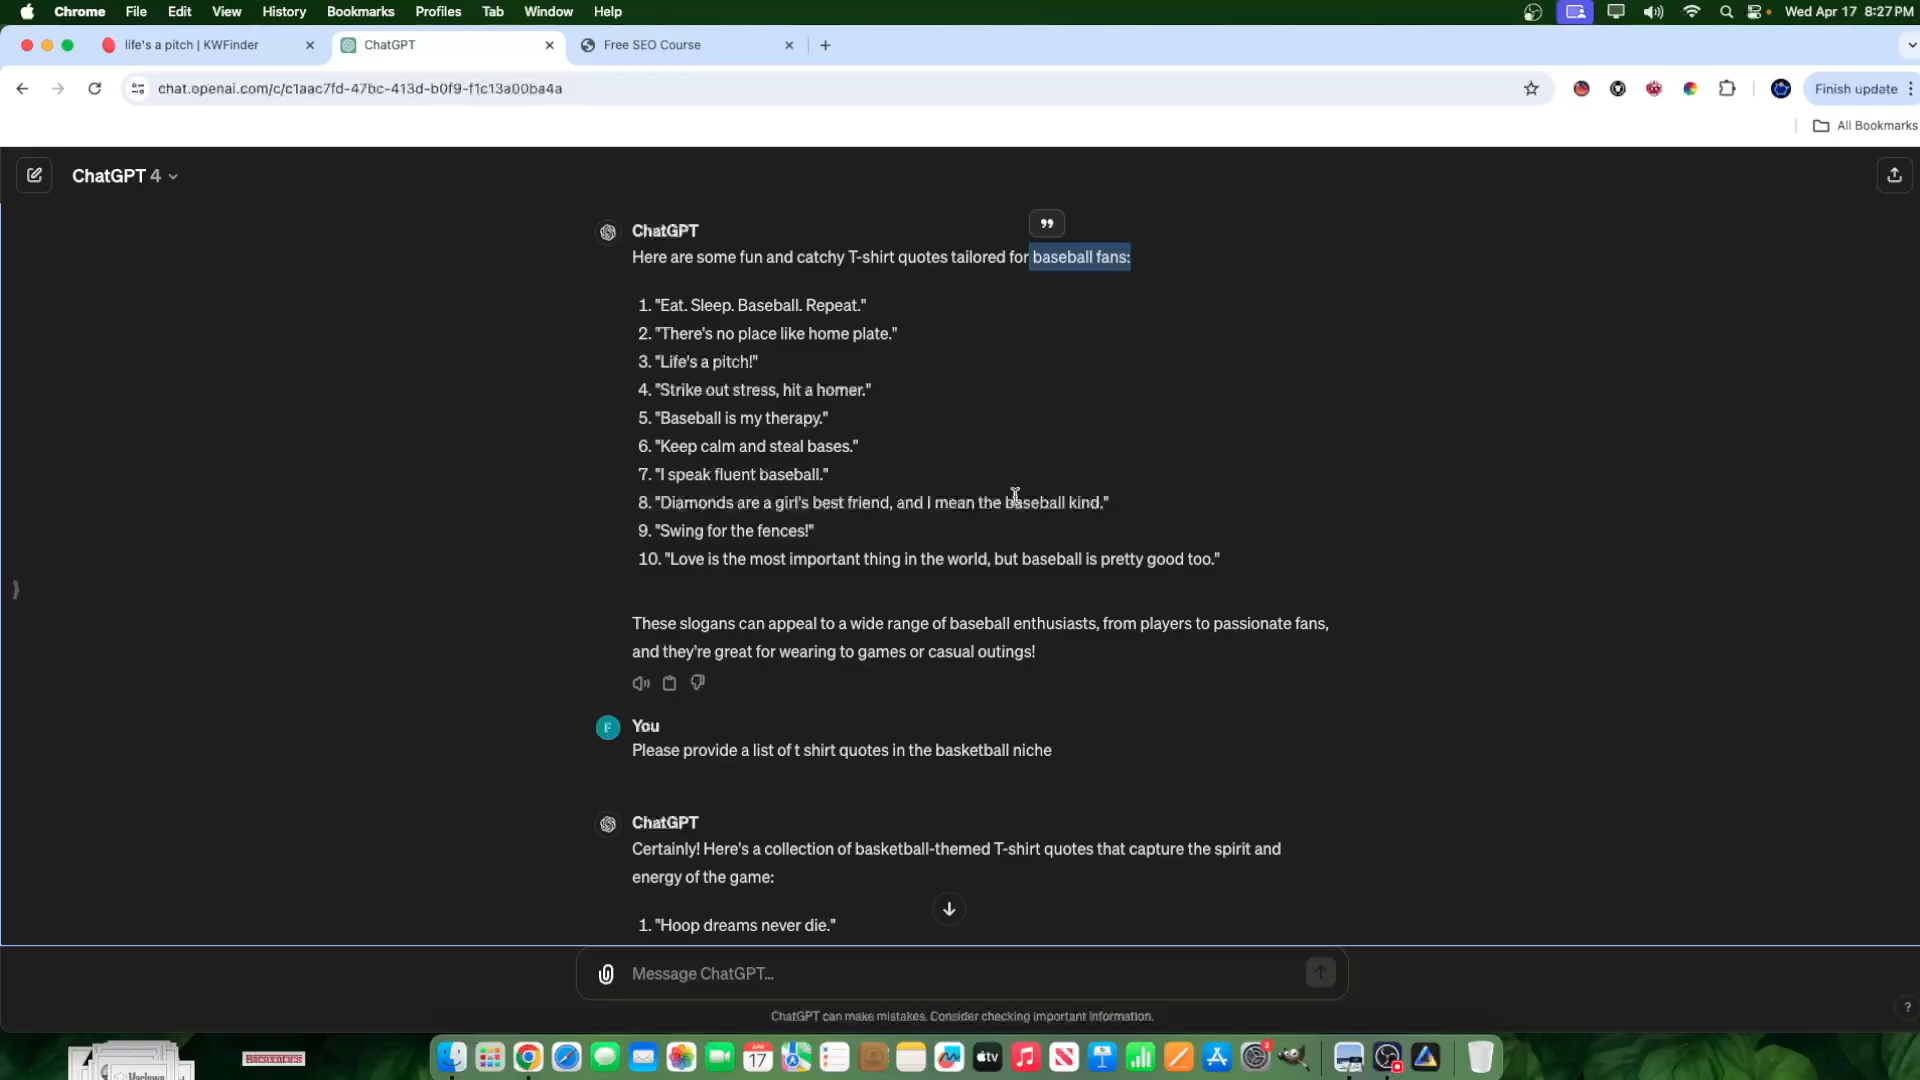 Chrome File Edit View History Bookmarks Profiles Tab Window Help Wed Apr 17 8:27 PM
life's a pitch | KWFinder ChatGPT Free SEO Course
chat.openai.com/c/c1aac7fd-47bc-413d-b0f9-f1c13a00ba4a Finish update
All Bookmarks
ChatGPT 4
ChatGPT
Here are some fun and catchy T-shirt quotes tailored for baseball fans:
1. "Eat. Sleep. Baseball. Repeat."
2. "There's no place like home plate."
3. "Life's a pitch!"
4. "Strike out stress, hit a homer."
5. "Baseball is my therapy."
6. "Keep calm and steal bases."
7. "I speak fluent baseball."
8. "Diamonds are a girl's best friend, and I mean the baseball kind."
9. "Swing for the fences!"
10. "Love is the most important thing in the world, but baseball is pretty good too."
These slogans can appeal to a wide range of baseball enthusiasts, from players to passionate fans,
and they're great for wearing to games or casual outings!
F You
Please provide a list of t shirt quotes in the basketball niche
ChatGPT
Certainly! Here's a collection of basketball-themed T-shirt quotes that capture the spirit and
energy of the game:
1. "Hoop dreams never die."
Message ChatGPT...
?
ChatGPT can make mistakes. Consider checking important information.
APR
17
tv
2